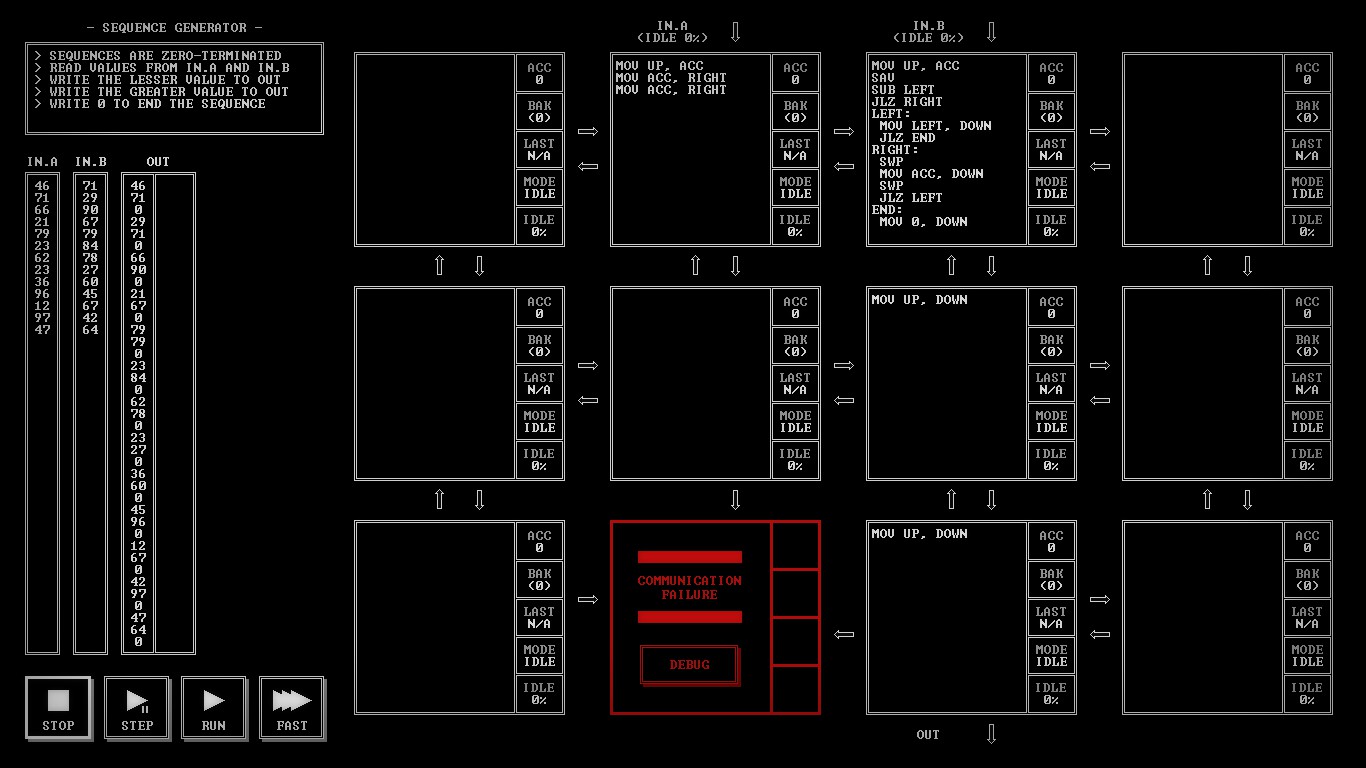 — SEQUENCE GENERATOR —
> SEQUENCES ARE ZERO-TERMINATED
> READ VALUES FROM IN.A AND IN.B
> WRITE THE LESSER VALUE TO OUT
> WRITE THE GREATER VALUE TO OUT
> WRITE 0 TO END THE SEQUENCE
IN.A IN.B OUT
46 71 46
71 29 71
66 90 0
21 67 29
79 79 71
23 84 0
62 78 66
23 27 90
36 60 0
96 45 21
12 67 67
97 42 0
47 64 79
79
0
23
84
0
62
78
0
23
27
0
36
60
0
45
96
0
12
67
0
42
97
0
47
64
0
STOP
STEP
RUN
FAST
IN.A
(IDLE 0%)
IN.B
(IDLE 0%)
ACC
0
BAK
(0)
LAST
N/A
MODE
IDLE
IDLE
0%
MOV UP, ACC
MOV ACC, RIGHT
MOV ACC, RIGHT
ACC
0
BAK
(0)
LAST
N/A
MODE
IDLE
IDLE
0%
MOV UP, ACC
SAV
SUB LEFT
JLZ RIGHT
LEFT:
MOV LEFT, DOWN
JLZ END
RIGHT:
SWP
MOV ACC, DOWN
SWP
JLZ LEFT
END:
MOV 0, DOWN
ACC
0
BAK
(0)
LAST
N/A
MODE
IDLE
IDLE
0%
ACC
0
BAK
(0)
LAST
N/A
MODE
IDLE
IDLE
0%
ACC
0
BAK
(0)
LAST
N/A
MODE
IDLE
IDLE
0%
ACC
0
BAK
(0)
LAST
N/A
MODE
IDLE
IDLE
0%
MOV UP, DOWN
ACC
0
BAK
(0)
LAST
N/A
MODE
IDLE
IDLE
0%
ACC
0
BAK
(0)
LAST
N/A
MODE
IDLE
IDLE
0%
ACC
0
BAK
(0)
LAST
N/A
MODE
IDLE
IDLE
0%
COMMUNICATION
FAILURE
DEBUG
MOV UP, DOWN
ACC
0
BAK
(0)
LAST
N/A
MODE
IDLE
IDLE
0%
ACC
0
BAK
(0)
LAST
N/A
MODE
IDLE
IDLE
0%
OUT